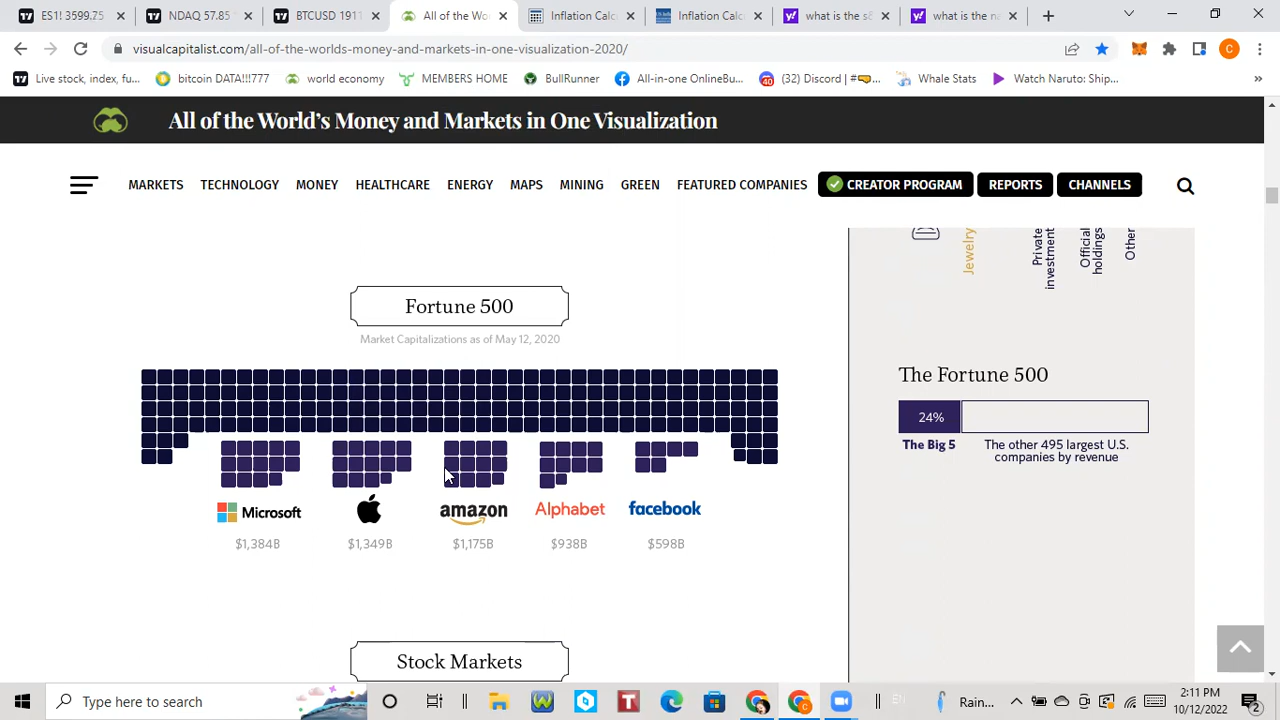 ES1! 3599.5
NDAQ 57.1
BTCUSD 191
All of the Wo
Inflation Calc
Inflation Calc
what is the s&
what is the na
visualcapitalist.com/all-of-the-worlds-money-and-markets-in-one-visualization-2020/
C
Live stock, index, fu...
bitcoin DATA!!!777
world economy
MEMBERS HOME
BullRunner
All-in-one OnlineBu...
(32) Discord | #
Whale Stats
Watch Naruto: Ship...
»
All of the World's Money and Markets in One Visualization
MARKETS TECHNOLOGY MONEY HEALTHCARE ENERGY MAPS MINING GREEN FEATURED COMPANIES CREATOR PROGRAM REPORTS CHANNELS
Jewelry
Private investment
Official holdings
Other
Fortune 500
Market Capitalizations as of May 12, 2020
Microsoft
amazon
Alphabet
facebook
$1,384B
$1,349B
$1,175B
$938B
$598B
The Fortune 500
24%
The Big 5
The other 495 largest U.S.
companies by revenue
Stock Markets
Type here to search
Rain...
2:11 PM
10/12/2022
2